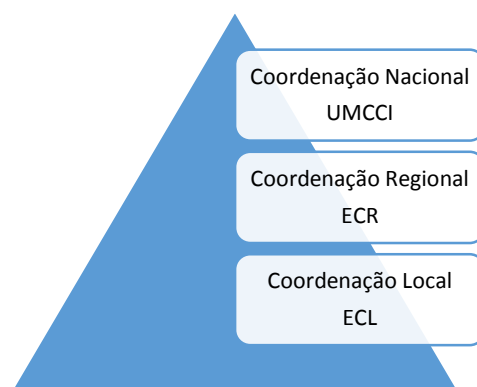 Coordenação Nacional
UMCCI
Coordenação Regional
ECR
Coordenação Local
ECL